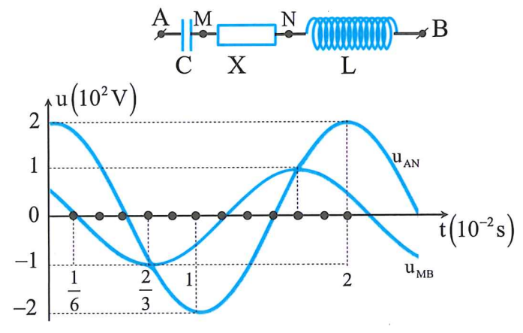 A M N B
C X L
u(10²V)
2
1
u_AN
0
t(10⁻²s)
-1
1/6 2/3 1 2
u_MB
-2